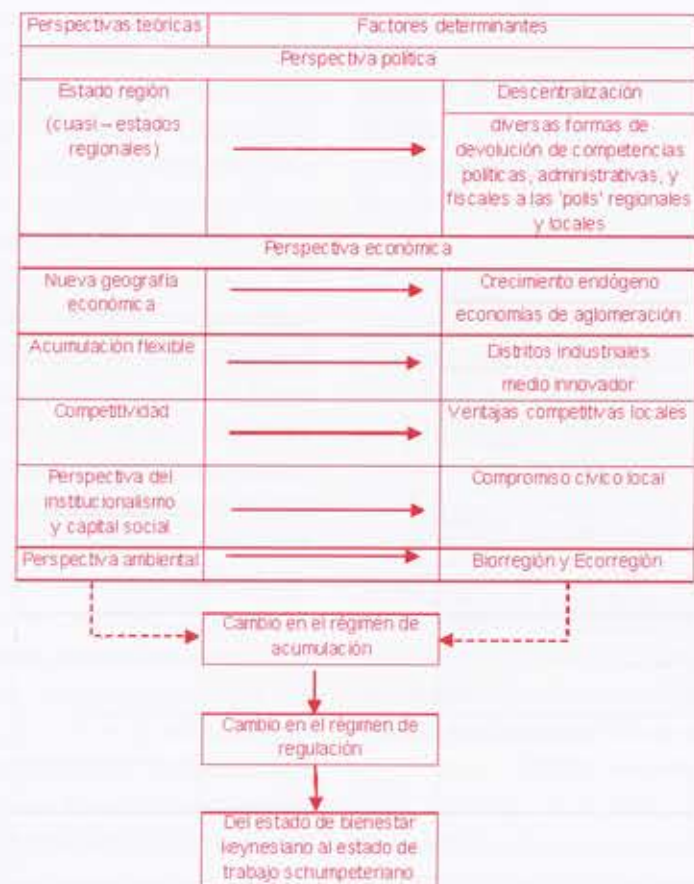 Perspectivas teóricas Factores determinantes
Perspectiva política
Estado región
(cuasi – estados
regionales)
Descentralización
diversas formas de
devolución de competencias
políticas, administrativas, y
fiscales a las 'polis' regionales
y locales
Perspectiva económica
Nueva geografía
económica
Crecimiento endógeno
economías de aglomeración
Acumulación flexible
Distritos industriales
medio innovador
Competitividad
Ventajas competitivas locales
Perspectiva del
institucionalismo
y capital social
Compromiso cívico local
Perspectiva ambiental
Biorregión y Ecorregión
Cambio en el régimen de
acumulación
Cambio en el régimen de
regulación
Del estado de bienestar
keynesiano al estado de
trabajo schumpeteriano